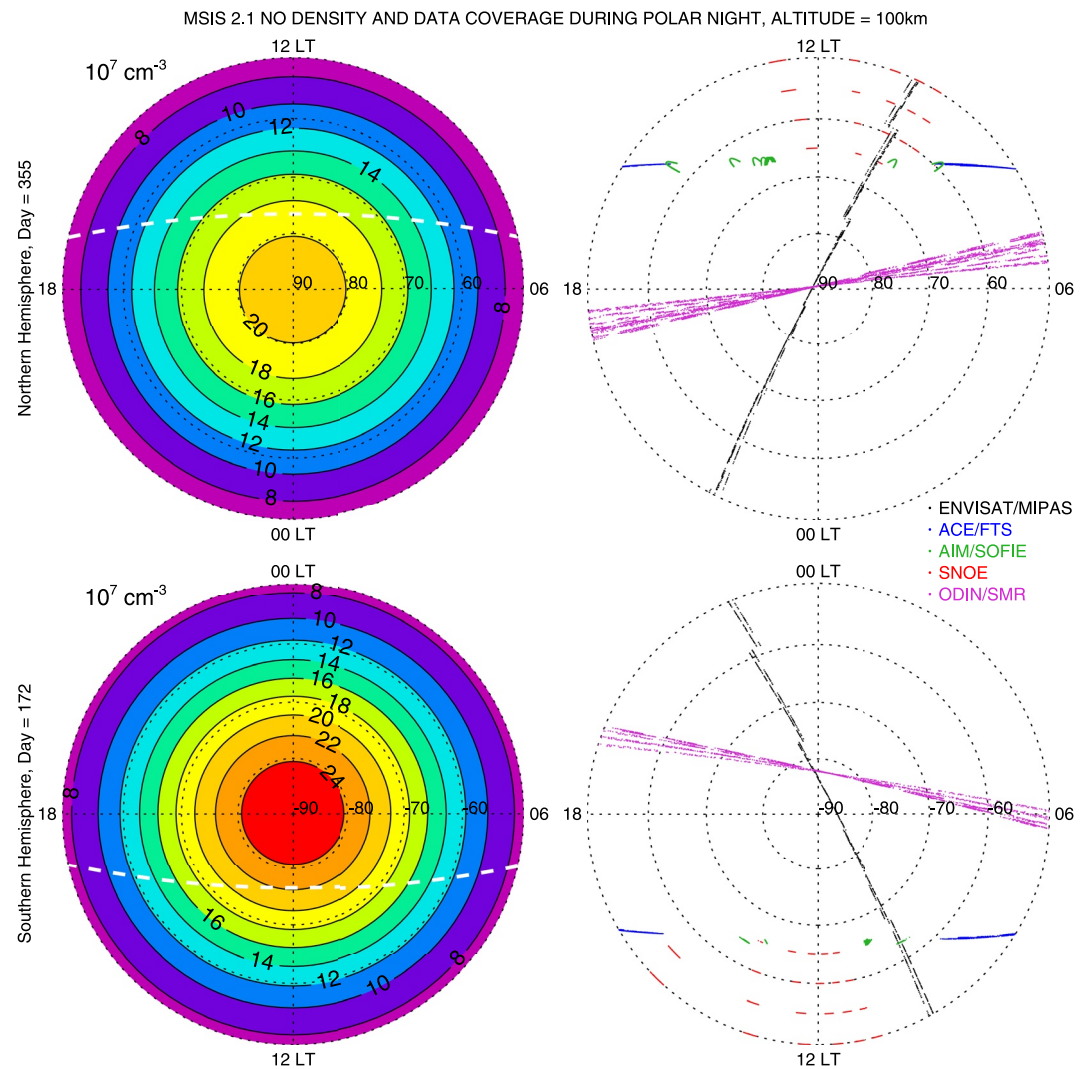 MSIS 2.1 NO DENSITY AND DATA COVERAGE DURING POLAR NIGHT, ALTITUDE = 100km
Northern Hemisphere, Day = 355
10⁷ cm⁻³
12 LT
18
06
00 LT
90 80 70 60
8
10
12
14
8
20
18
16
14
12
10
8
12 LT
18
06
00 LT
90 80 70 60
· ENVISAT/MIPAS
· ACE/FTS
· AIM/SOFIE
· SNOE
· ODIN/SMR
Southern Hemisphere, Day = 172
10⁷ cm⁻³
00 LT
18
06
12 LT
-90 -80 -70 -60
8
10
12
14
16
18
20
22
24
8
16
14
12
10
8
00 LT
18
06
12 LT
-90 -80 -70 -60